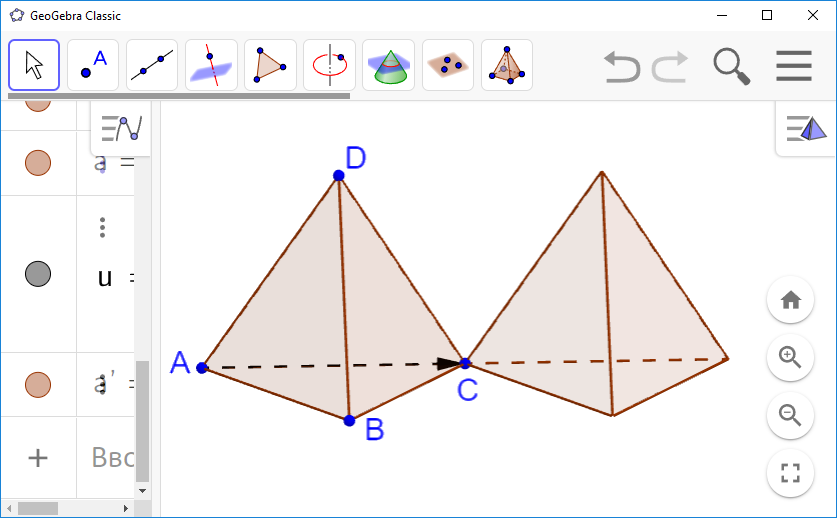 GeoGebra Classic
A
a =
u =
a' =
Ввс
D
A
C
B